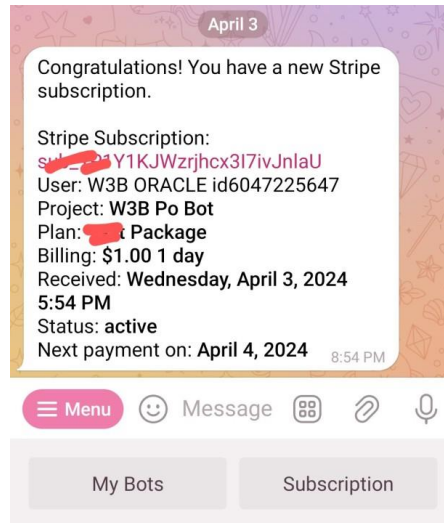 April 3
Congratulations! You have a new Stripe
subscription.
Stripe Subscription:
Y1KJWzrjhcx3I7ivJnlaU
User: W3B ORACLE id6047225647
Project: W3B Po Bot
Plan: Package
Billing: $1.00 1 day
Received: Wednesday, April 3, 2024
5:54 PM
Status: active
Next payment on: April 4, 2024 8:54 PM
Menu
Message
My Bots
Subscription